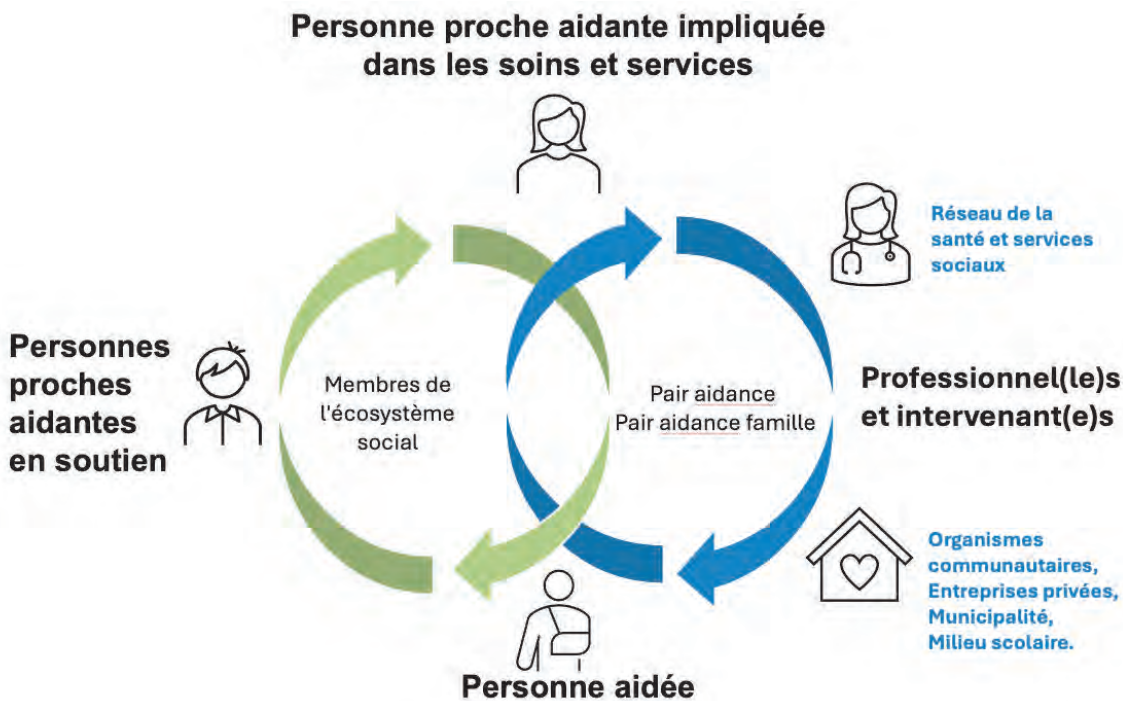 Personne proche aidante impliquée
dans les soins et services
Réseau de la
santé et services
sociaux
Personnes
proches
aidantes
en soutien
Membres de
l'écosystème
social
Pair aidance
Pair aidance famille
Professionnel(le)s
et intervenant(e)s
Organismes
communautaires,
Entreprises privées,
Municipalité,
Milieu scolaire.
Personne aidée